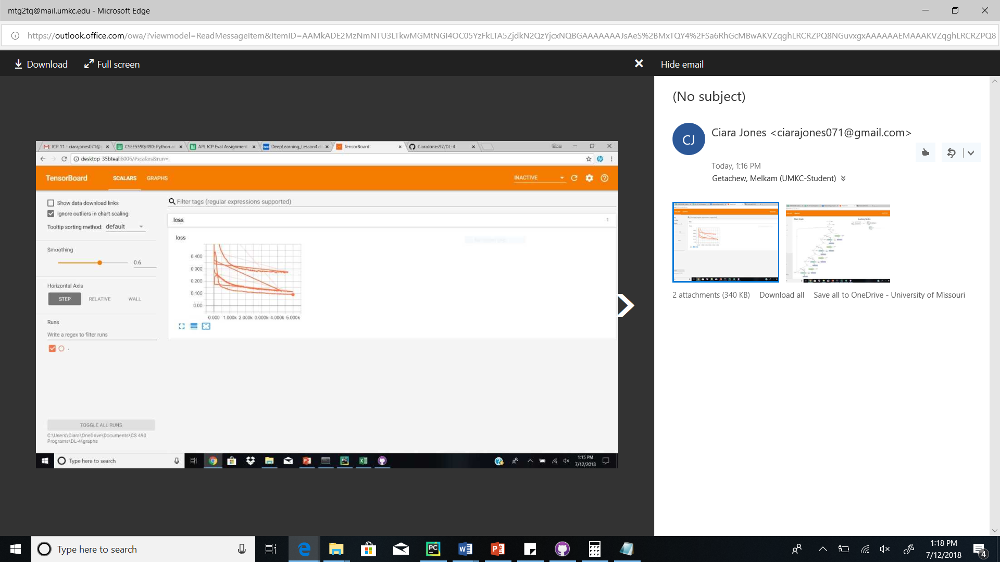 mtg2tq@mail.umkc.edu - Microsoft Edge
https://outlook.office.com/owa/?viewmodel=ReadMessageItem&ItemID=AAMkADE2MzNmNTU3LTkwMGMtNGI4OC05YzFkLTA5ZjdkN2QzYjcxNQBGAAAAAAAJsAeS%2BMxTQY4%2FSa6RhGcMBwAKVZqghLRCRZPQ8NGuvxgxAAAAAAEMAAAKVZqghLRCRZPQ8
Download Full screen Hide email
(No subject)
CJ
Ciara Jones <ciarajones071@gmail.com>
Today, 1:16 PM
Getachew, Melkam (UMKC-Student)
2 attachments (340 KB) Download all Save all to OneDrive - University of Missouri
ICP 11 - ciarajones071@ CSEE5590/490: Python a APL ICP Eval Assignment DeepLearning_Lesson4.d TensorBoard CiaraJones97/DL-4
desktop-35bteal:6006/#scalars&run=.
TensorBoard SCALARS GRAPHS INACTIVE
Show data download links
Ignore outliers in chart scaling
Tooltip sorting method: default
Smoothing
0.6
Horizontal Axis
STEP RELATIVE WALL
Runs
Write a regex to filter runs
.
TOGGLE ALL RUNS
C:\Users\Ciara\OneDrive\Documents\CS 490
Programs\DL-4\graphs
Filter tags (regular expressions supported)
loss 1
loss
0.400
0.300
0.200
0.100
0.00
0.000 1.000k 2.000k 3.000k 4.000k 5.000k
Type here to search
1:15 PM
7/12/2018
Main Graph Auxiliary Nodes
Type here to search
1:18 PM
7/12/2018
4